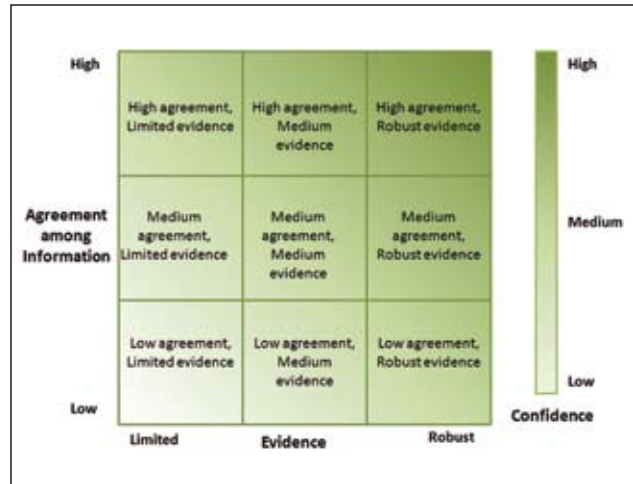 High
High agreement,
Limited evidence
High agreement,
Medium
evidence
High agreement,
Robust evidence
Agreement
among
Information
Medium
agreement,
Limited evidence
Medium
agreement,
Medium
evidence
Medium
agreement,
Robust evidence
Low agreement,
Limited evidence
Low agreement,
Medium
evidence
Low agreement,
Robust evidence
Low
Limited
Evidence
Robust
High
Medium
Low
Confidence